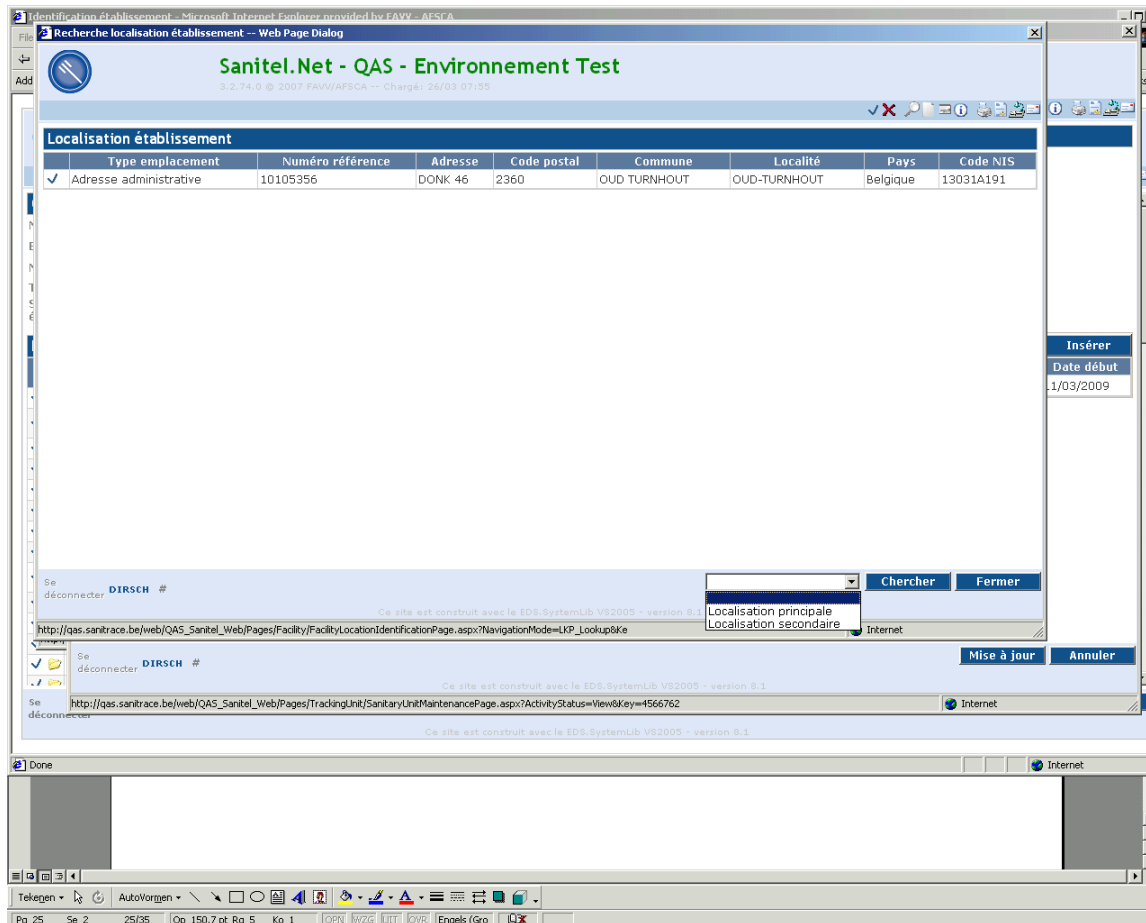 Identification établissement - Microsoft Internet Explorer provided by FAVV - AFSCA
File
Recherche localisation établissement -- Web Page Dialog
Add
Sanitel.Net - QAS - Environnement Test
3.2.74.0 @ 2007 FAVV/AFSCA -- Chargé: 26/03 07:55
Localisation établissement
Type emplacement Numéro référence Adresse Code postal Commune Localité Pays Code NIS
Adresse administrative 10105356 DONK 46 2360 OUD TURNHOUT OUD-TURNHOUT Belgique 13031A191
Insérer
Date début
1/03/2009
Se
déconnecter DIRSCH #
Chercher Fermer
Ce site est construit avec le EDS.SystemLib VS2005 - version 8.1
Localisation principale
Localisation secondaire
http://qas.sanitrace.be/web/QAS_Sanitel_Web/Pages/Facility/FacilityLocationIdentificationPage.aspx?NavigationMode=LKP_Lookup&Ke Internet
Se
déconnecter DIRSCH #
Mise à jour Annuler
Ce site est construit avec le EDS.SystemLib VS2005 - version 8.1
Se
déconnecter
http://qas.sanitrace.be/web/QAS_Sanitel_Web/Pages/TrackingUnit/SanitaryUnitMaintenancePage.aspx?ActivityStatus=View&Key=4566762 Internet
Ce site est construit avec le EDS.SystemLib VS2005 - version 8.1
Done Internet
Tekenen AutoVormen
Pg 25 Se 2 25/35 Op 150,7 pt Rg 5 Ko 1 OPN WZG UIT OVR Engels (Gro